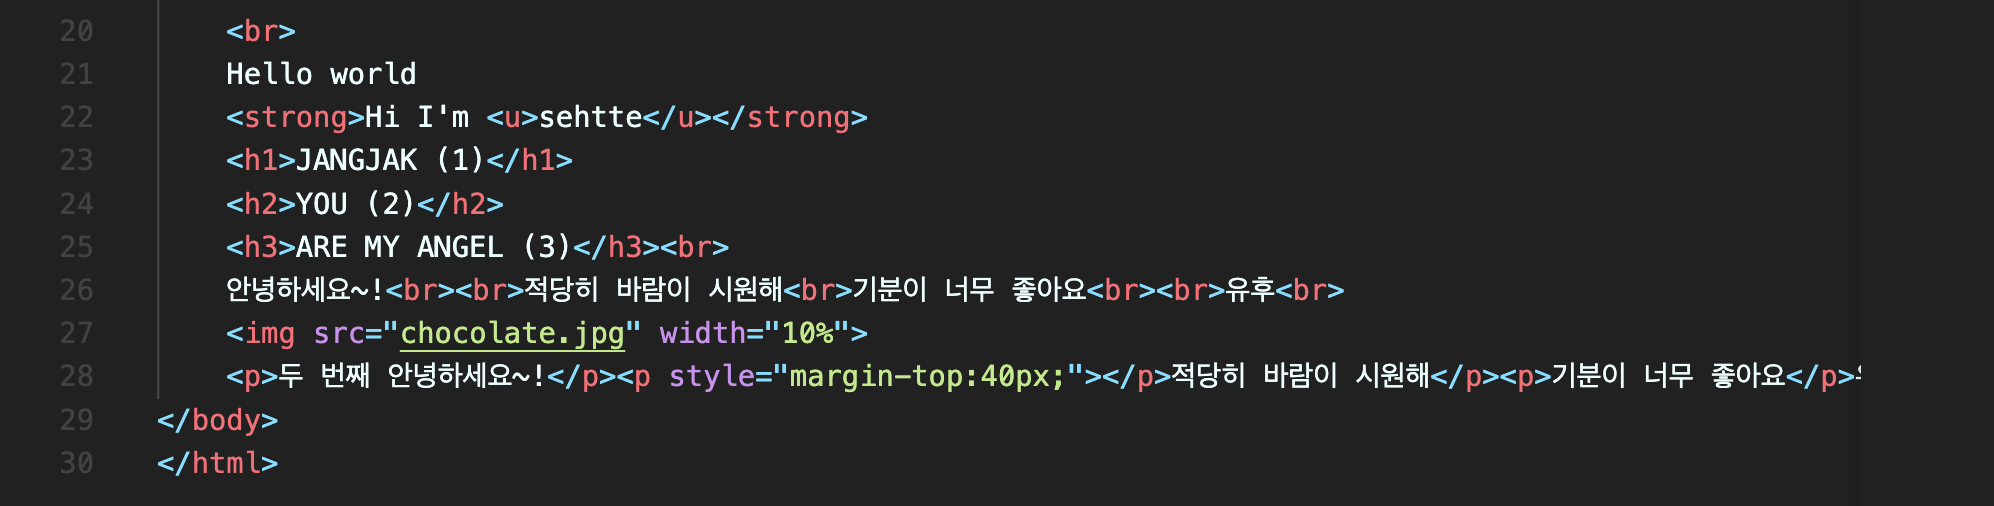 20 <br>
21 Hello world
22 <strong>Hi I'm <u>sehtte</u></strong>
23 <h1>JANGJAK (1)</h1>
24 <h2>YOU (2)</h2>
25 <h3>ARE MY ANGEL (3)</h3><br>
26 안녕하세요~!<br><br>적당히 바람이 시원해<br>기분이 너무 좋아요<br><br>유후<br>
27 <img src="chocolate.jpg" width="10%">
28 <p>두 번째 안녕하세요~!</p><p style="margin-top:40px;"></p>적당히 바람이 시원해</p><p>기분이 너무 좋아요</p>
29 </body>
30 </html>